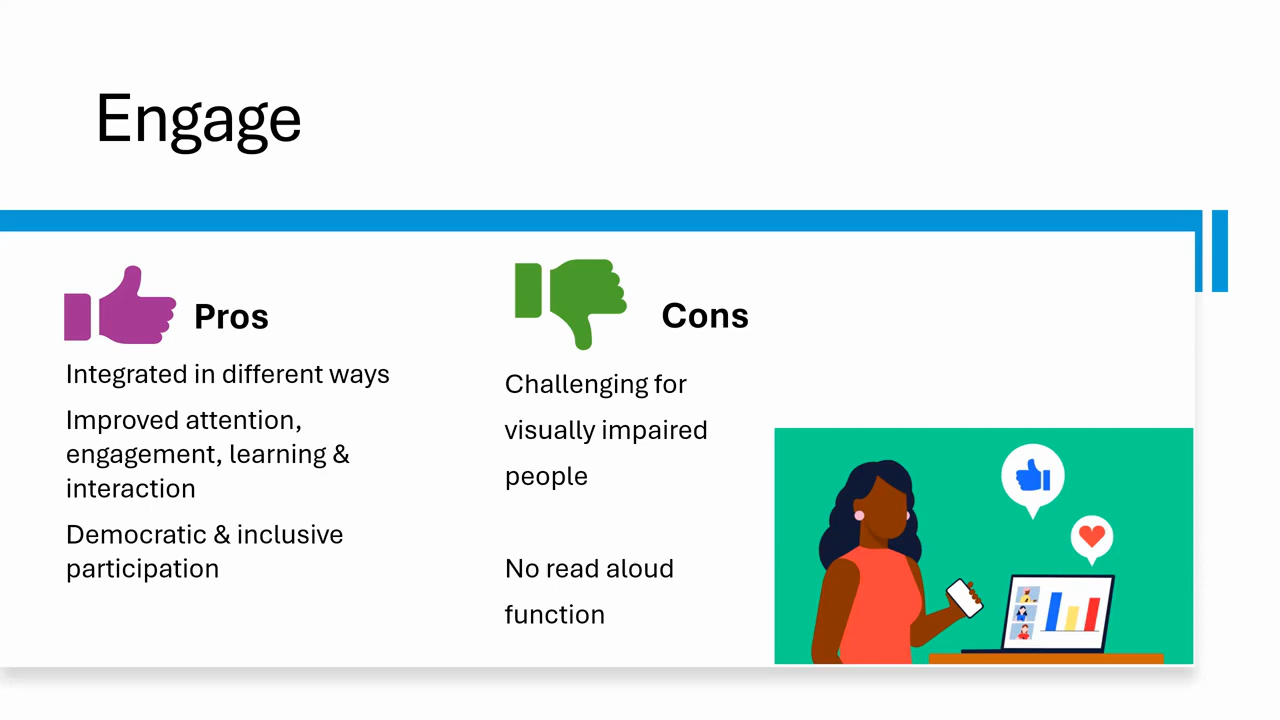 Engage
Pros
Integrated in different ways
Improved attention,
engagement, learning &
interaction
Democratic & inclusive
participation
Cons
Challenging for
visually impaired
people
No read aloud
function